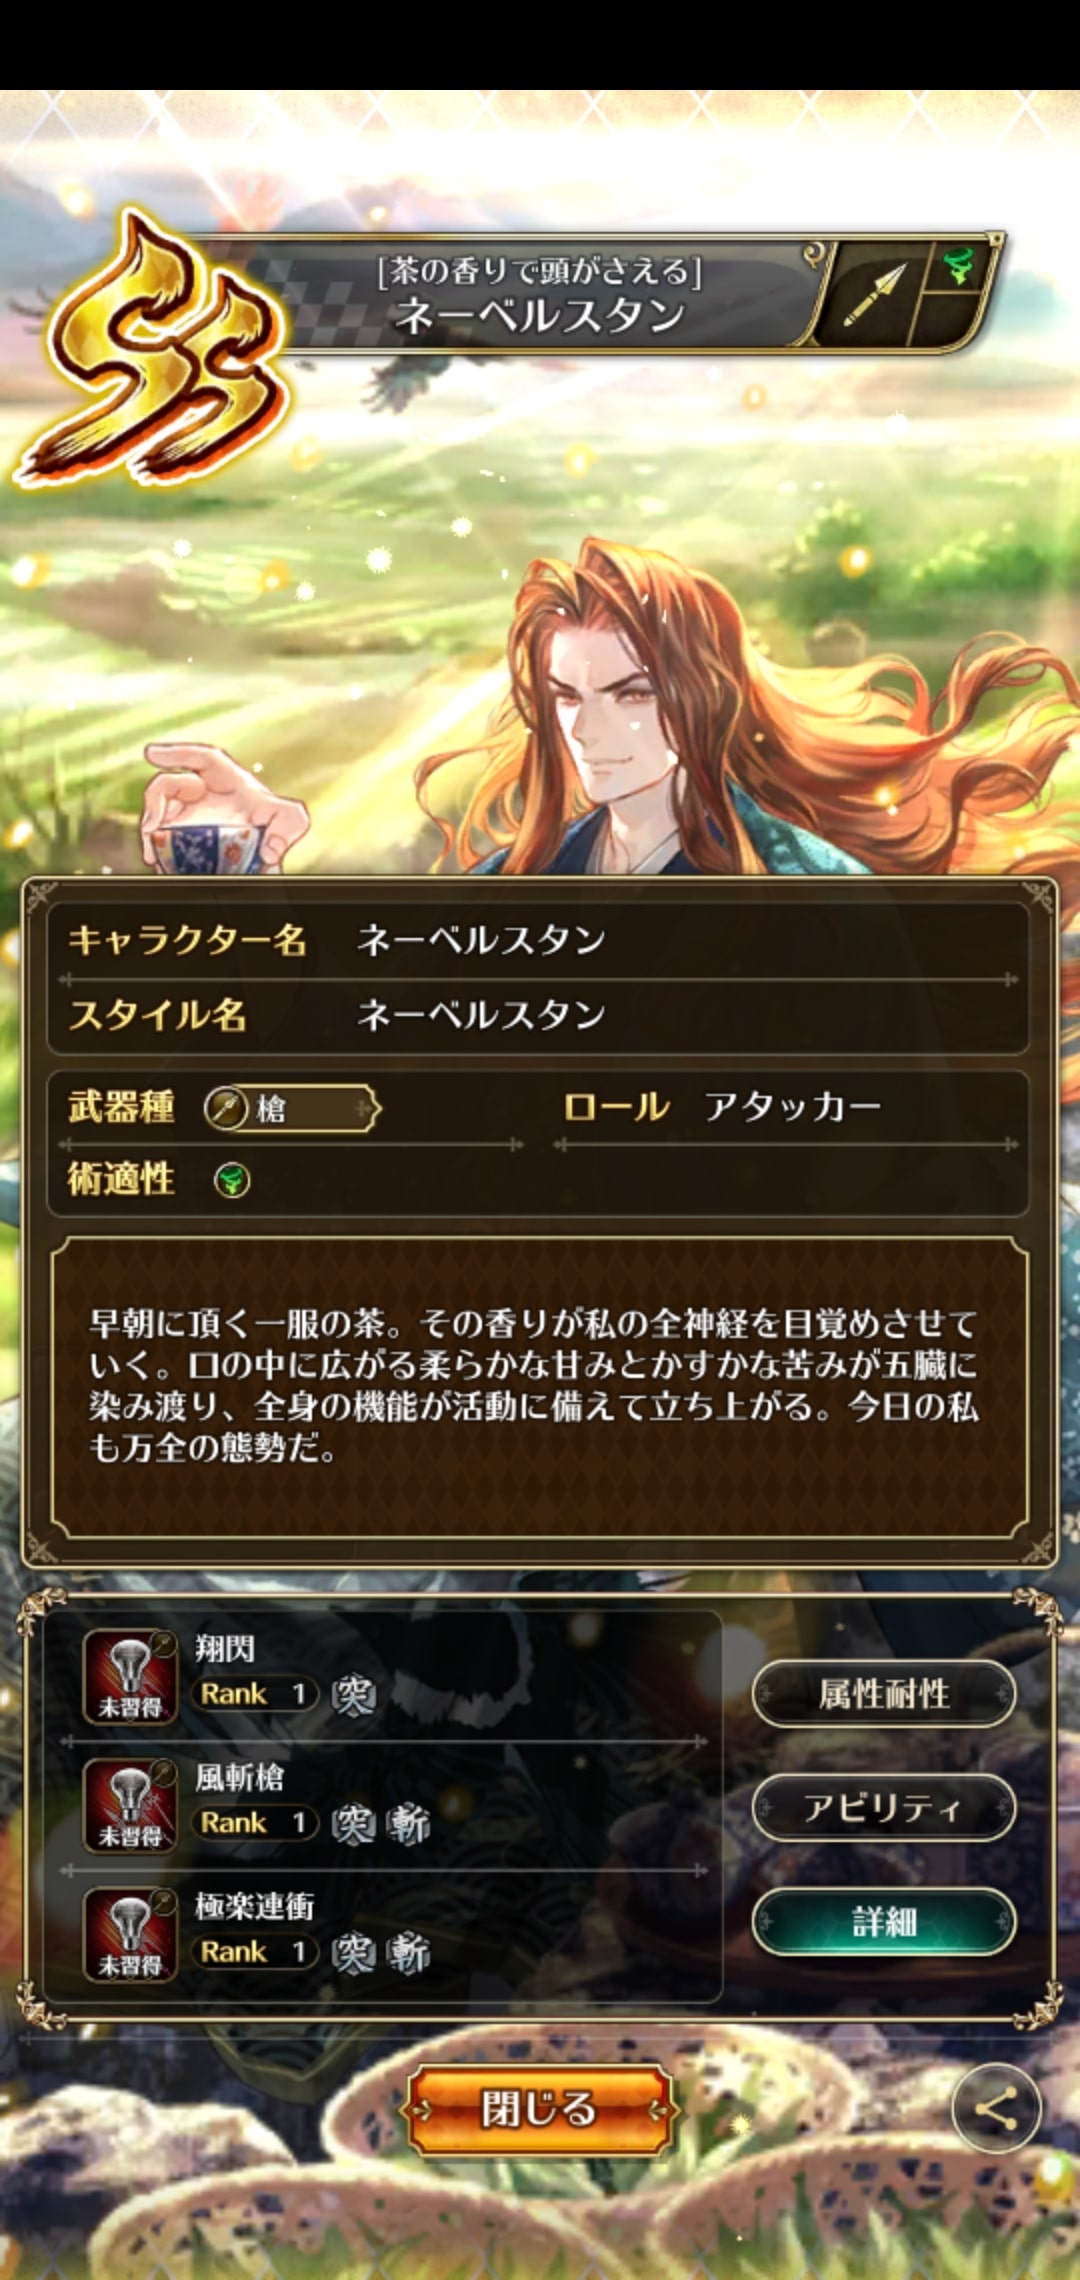 SS
[茶の香りで頭がさえる]
ネーベルスタン
キャラクター名 ネーベルスタン
スタイル名 ネーベルスタン
武器種 槍 ロール アタッカー
術適性
早朝に頂く一服の茶。その香りが私の全神経を目覚めさせて
いく。口の中に広がる柔らかな甘みとかすかな苦みが五臓に
染み渡り、全身の機能が活動に備えて立ち上がる。今日の私
も万全の態勢だ。
翔閃
未習得 Rank 1 突
風斬槍
未習得 Rank 1 突 斬
極楽連衝
未習得 Rank 1 突 斬
属性耐性
アビリティ
詳細
閉じる